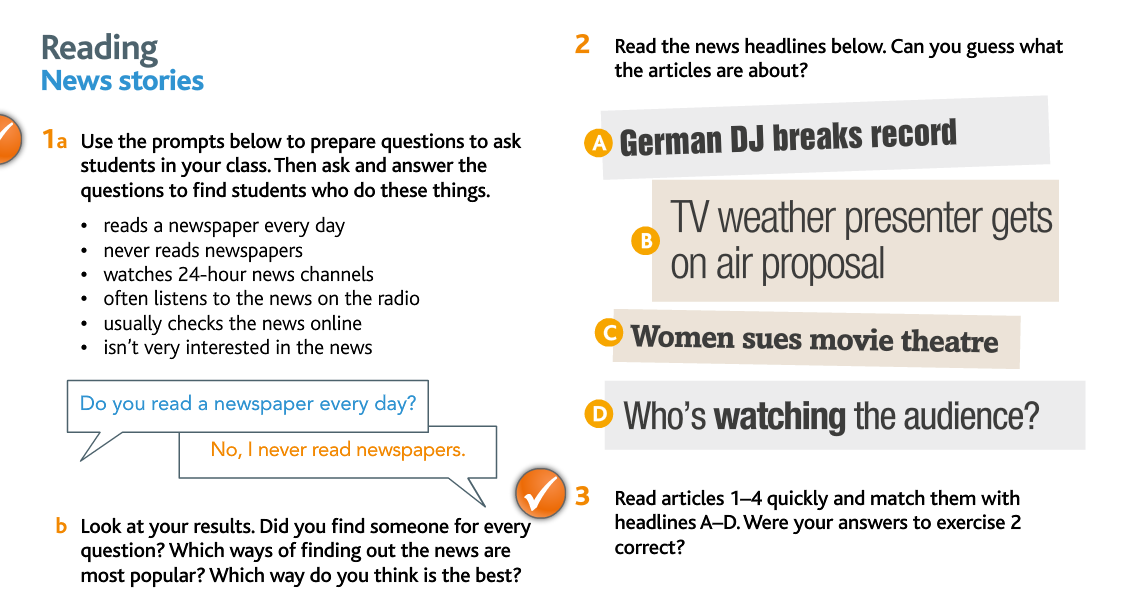 Reading
News stories
1a Use the prompts below to prepare questions to ask
students in your class. Then ask and answer the
questions to find students who do these things.
• reads a newspaper every day
• never reads newspapers
• watches 24-hour news channels
• often listens to the news on the radio
• usually checks the news online
• isn't very interested in the news
Do you read a newspaper every day?
No, I never read newspapers.
b Look at your results. Did you find someone for every
question? Which ways of finding out the news are
most popular? Which way do you think is the best?
2 Read the news headlines below. Can you guess what
the articles are about?
A German DJ breaks record
B TV weather presenter gets
on air proposal
C Women sues movie theatre
D Who's watching the audience?
3 Read articles 1–4 quickly and match them with
headlines A–D. Were your answers to exercise 2
correct?